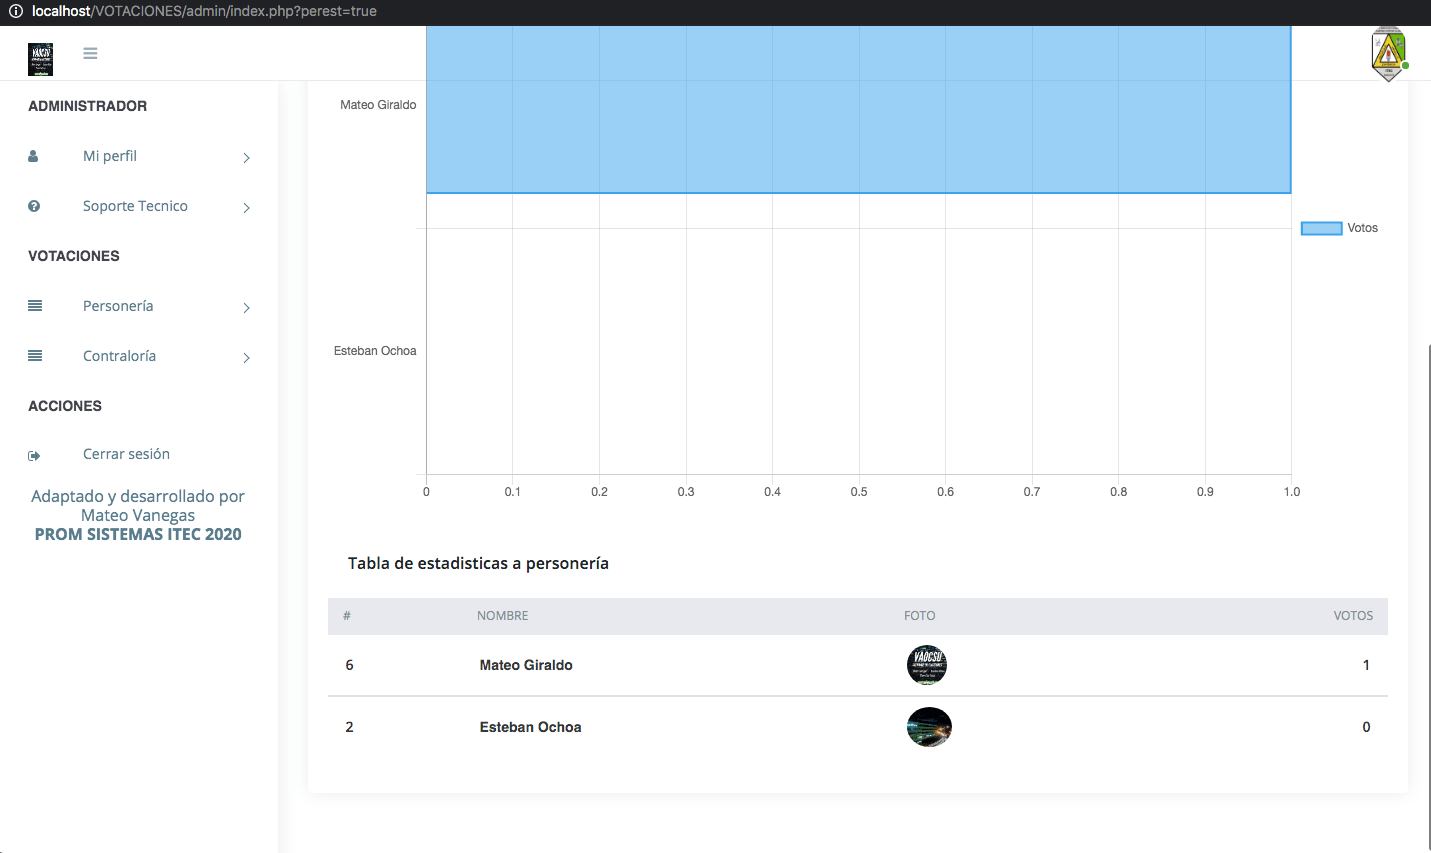 localhost/VOTACIONES/admin/index.php?perest=true
ADMINISTRADOR
Mi perfil
Soporte Tecnico
VOTACIONES
Personería
Contraloría
ACCIONES
Cerrar sesión
Adaptado y desarrollado por
Mateo Vanegas
PROM SISTEMAS ITEC 2020
Mateo Giraldo
Esteban Ochoa
0 0.1 0.2 0.3 0.4 0.5 0.6 0.7 0.8 0.9 1.0
Votos
Tabla de estadisticas a personería
# NOMBRE FOTO VOTOS
6 Mateo Giraldo VAOCSU 1
2 Esteban Ochoa 0